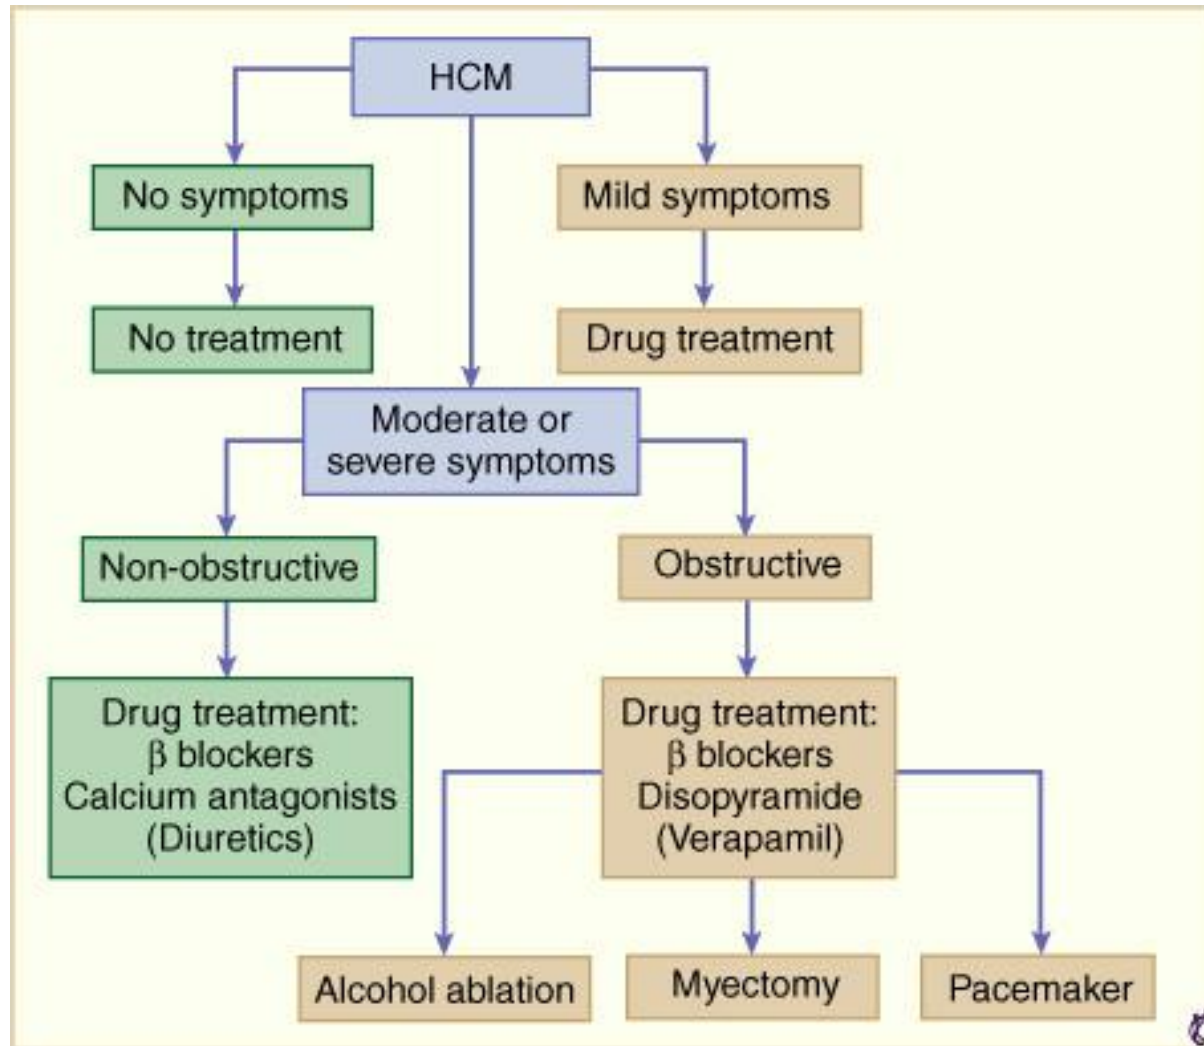 HCM
No symptoms
Mild symptoms
No treatment
Drug treatment
Moderate or
severe symptoms
Non-obstructive
Obstructive
Drug treatment:
β blockers
Calcium antagonists
(Diuretics)
Drug treatment:
β blockers
Disopyramide
(Verapamil)
Alcohol ablation
Myectomy
Pacemaker